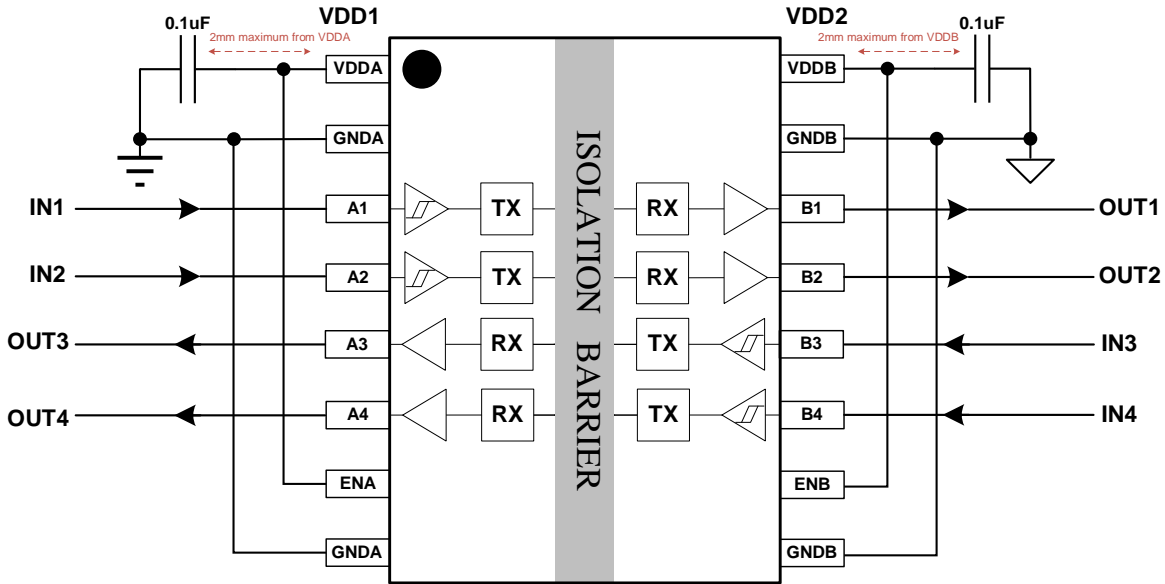 VDD1
VDD2
0.1uF
0.1uF
2mm maximum from VDDA
2mm maximum from VDDB
VDDA
VDDB
GNDA
GNDB
IN1
A1
TX
RX
B1
OUT1
IN2
A2
TX
RX
B2
OUT2
OUT3
A3
RX
TX
B3
IN3
OUT4
A4
RX
TX
B4
IN4
ISOLATION BARRIER
ENA
ENB
GNDA
GNDB